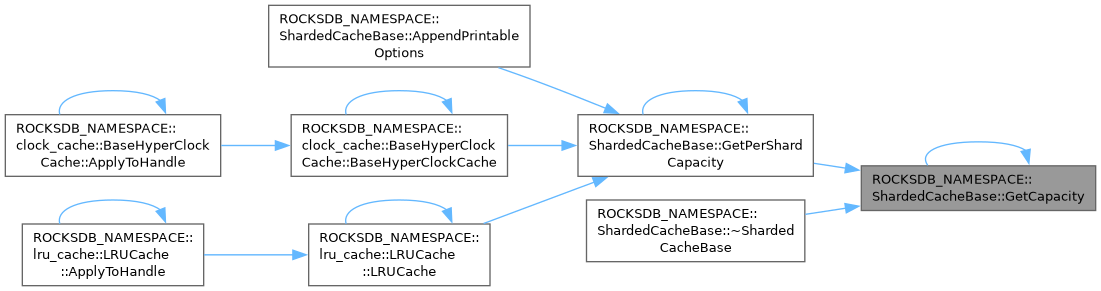 ROCKSDB_NAMESPACE::
ShardedCacheBase::AppendPrintable
Options
ROCKSDB_NAMESPACE::
clock_cache::BaseHyperClock
Cache::ApplyToHandle
ROCKSDB_NAMESPACE::
clock_cache::BaseHyperClock
Cache::BaseHyperClockCache
ROCKSDB_NAMESPACE::
ShardedCacheBase::GetPerShard
Capacity
ROCKSDB_NAMESPACE::
ShardedCacheBase::GetCapacity
ROCKSDB_NAMESPACE::
ShardedCacheBase::~Sharded
CacheBase
ROCKSDB_NAMESPACE::
lru_cache::LRUCache
::ApplyToHandle
ROCKSDB_NAMESPACE::
lru_cache::LRUCache
::LRUCache